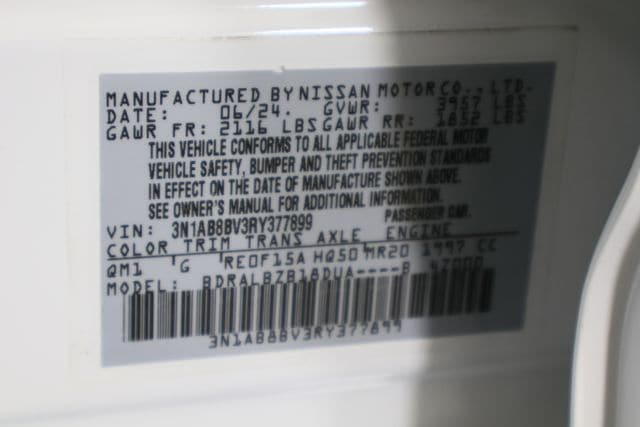 MANUFACTURED BY NISSAN MOTOR CO., LTD.
DATE: 06/24. GVWR: 3957 LBS
GAWR FR: 2116 LBS GAWR RR: 1852 LBS
THIS VEHICLE CONFORMS TO ALL APPLICABLE FEDERAL MOTOR
VEHICLE SAFETY, BUMPER AND THEFT PREVENTION STANDARDS
IN EFFECT ON THE DATE OF MANUFACTURE SHOWN ABOVE.
SEE OWNER'S MANUAL FOR ADDITIONAL INFORMATION.
VIN: 3N1AB8BV3RY377899 PASSENGER CAR.
COLOR TRIM TRANS AXLE ENGINE
QM1 G RE0F15A HQ50 MR20 1997 CC
MODEL: BDRALBZB18DUA----B 47000
3N1AB8BV3RY377899